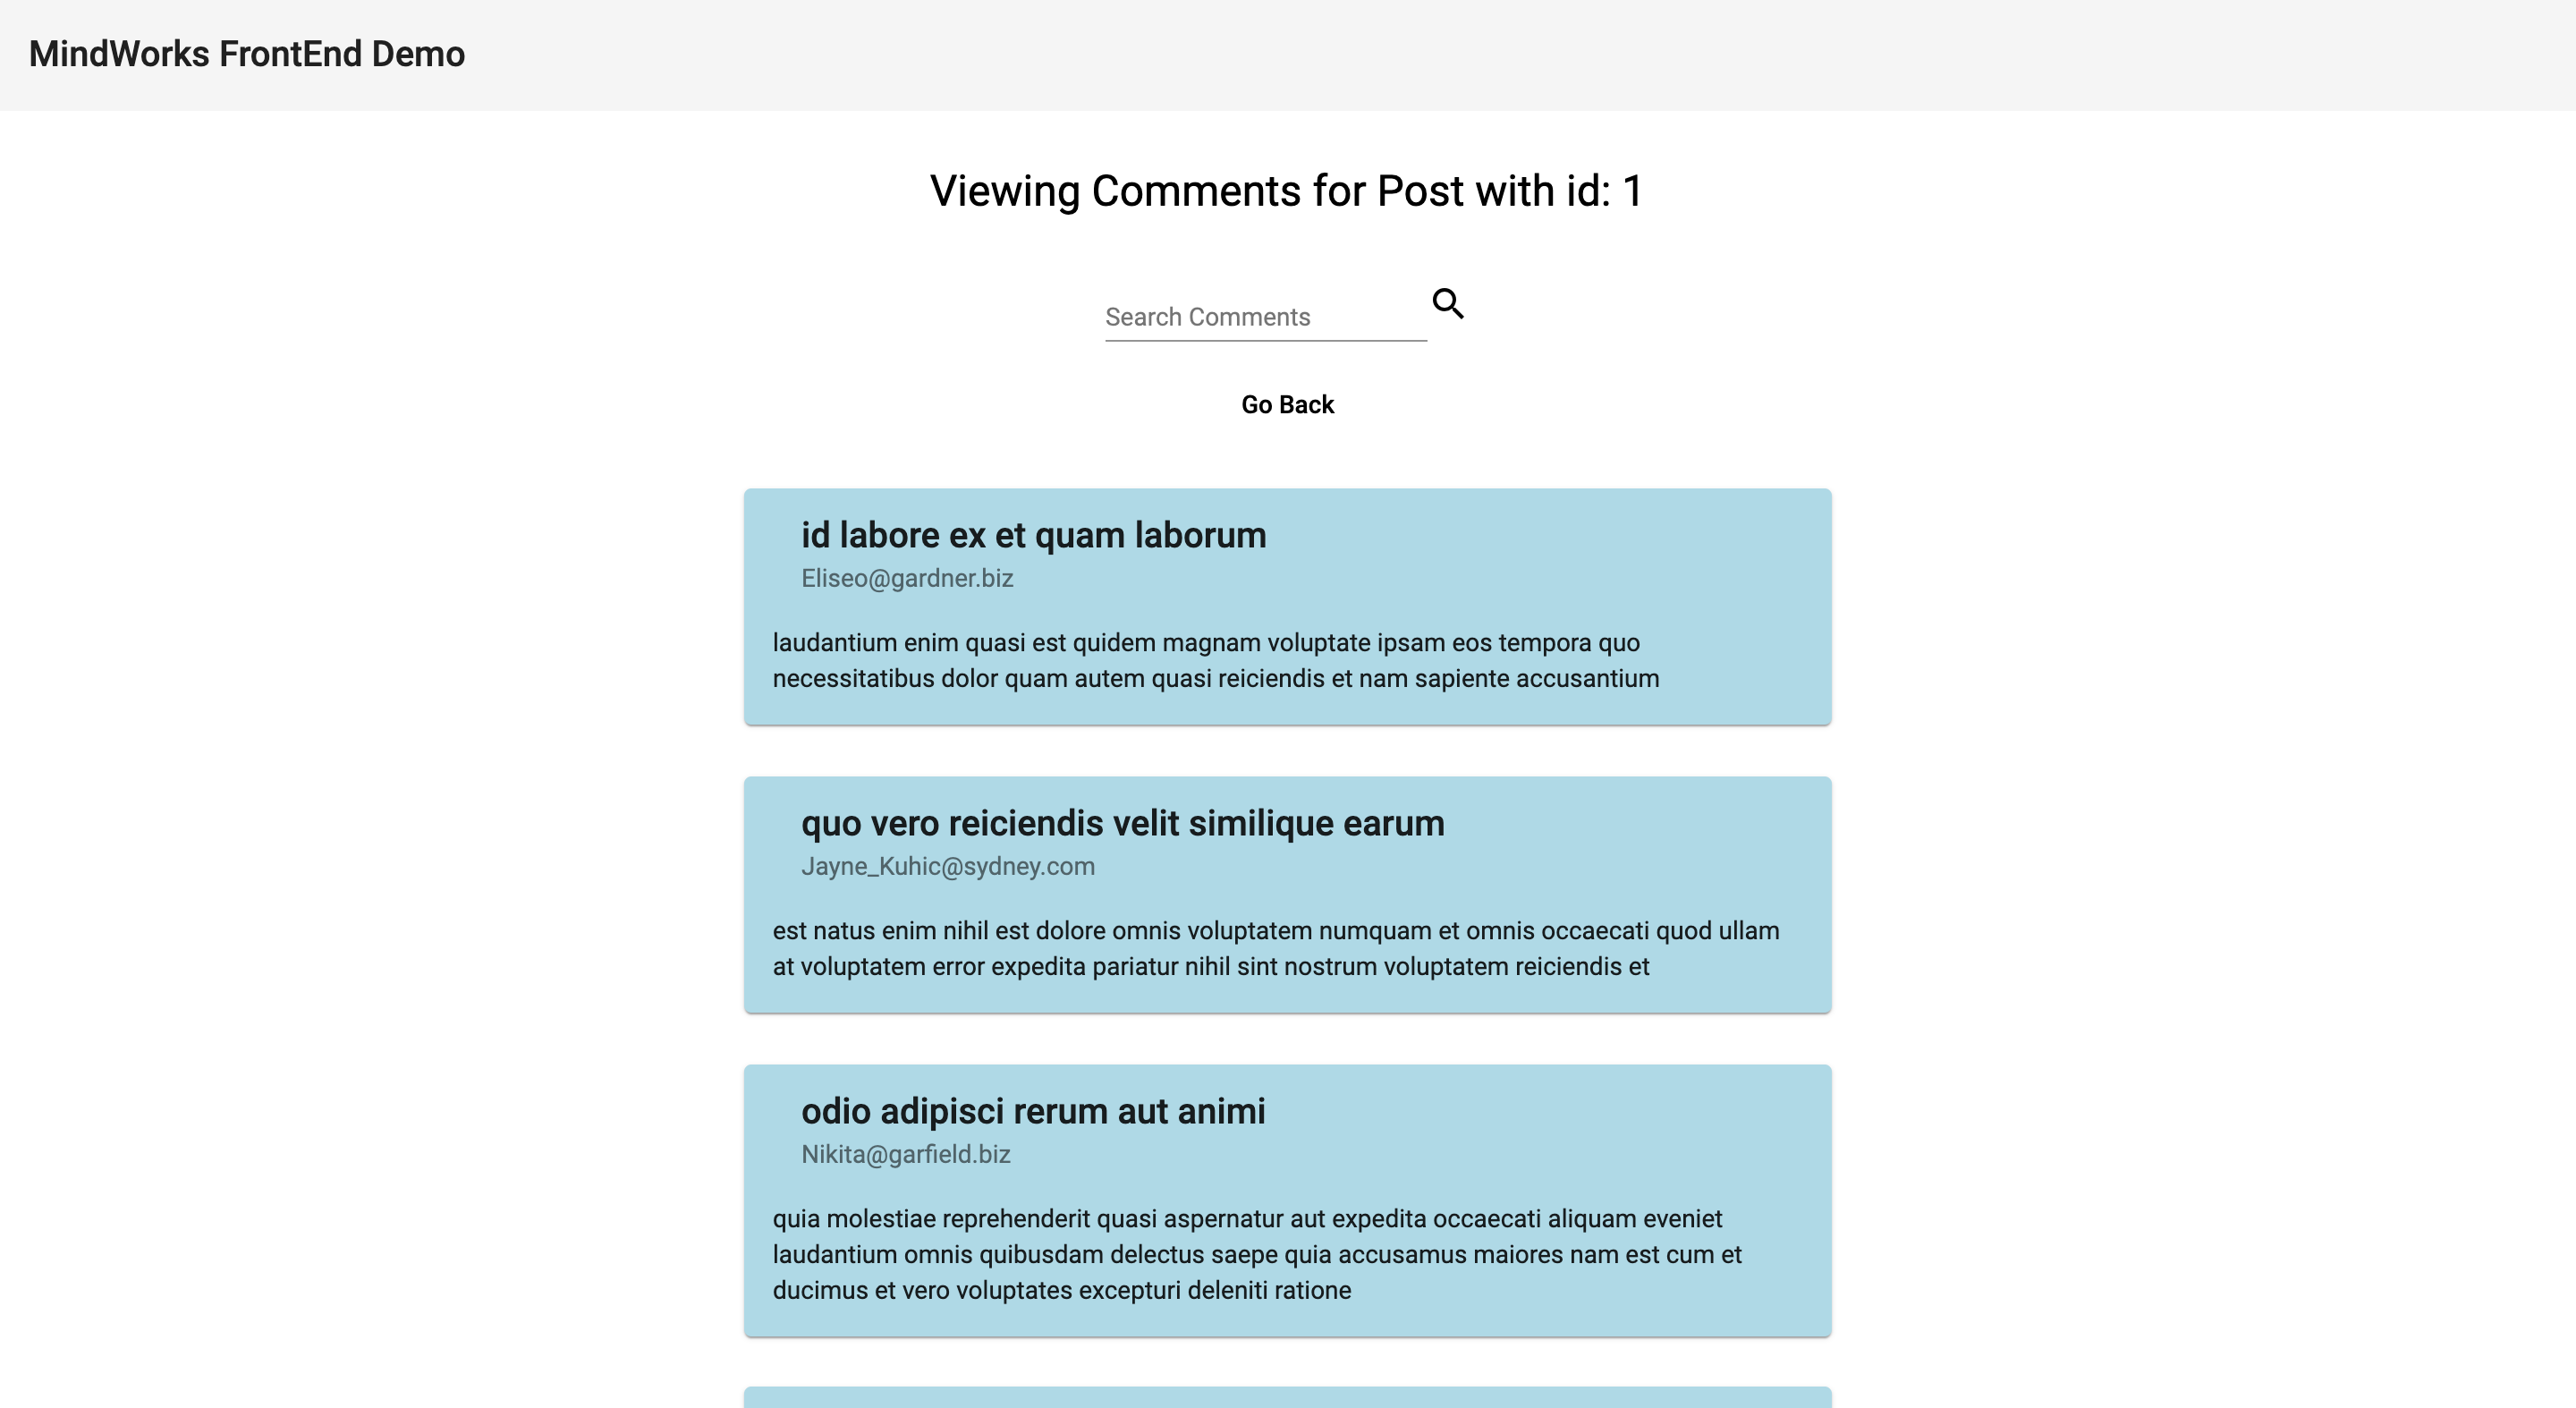 MindWorks FrontEnd Demo
Viewing Comments for Post with id: 1
Search Comments
Go Back
id labore ex et quam laborum
Eliseo@gardner.biz
laudantium enim quasi est quidem magnam voluptate ipsam eos tempora quo
necessitatibus dolor quam autem quasi reiciendis et nam sapiente accusantium
quo vero reiciendis velit similique earum
Jayne_Kuhic@sydney.com
est natus enim nihil est dolore omnis voluptatem numquam et omnis occaecati quod ullam
at voluptatem error expedita pariatur nihil sint nostrum voluptatem reiciendis et
odio adipisci rerum aut animi
Nikita@garfield.biz
quia molestiae reprehenderit quasi aspernatur aut expedita occaecati aliquam eveniet
laudantium omnis quibusdam delectus saepe quia accusamus maiores nam est cum et
ducimus et vero voluptates excepturi deleniti ratione